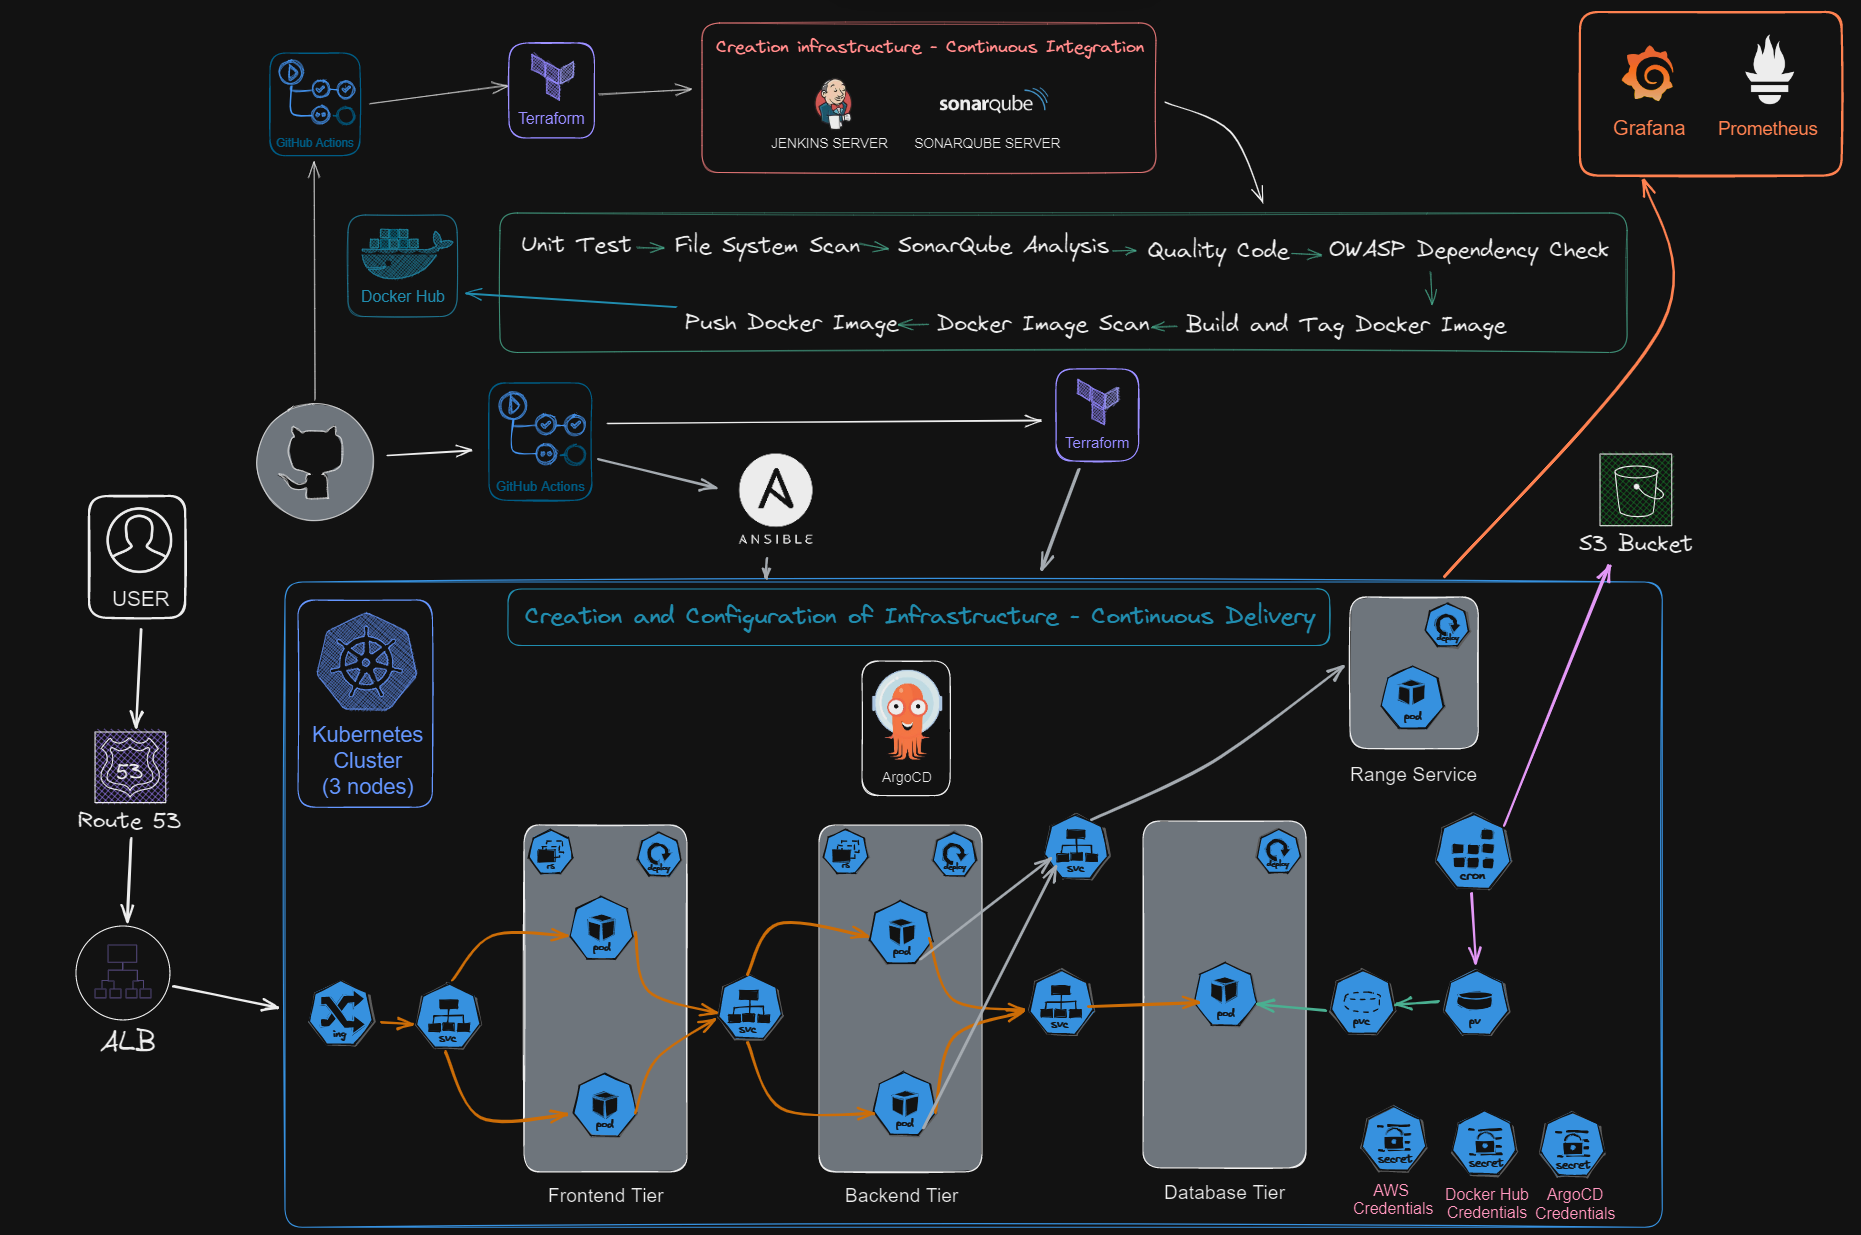 Creation infrastructure - Continuous Integration
GitHub Actions
Terraform
sonarqube
JENKINS SERVER
SONARQUBE SERVER
Grafana
Prometheus
Docker Hub
Unit Test
File System Scan
SonarQube Analysis
Quality Code
OWASP Dependency Check
Push Docker Image
Docker Image Scan
Build and Tag Docker Image
GitHub Actions
Terraform
ANSIBLE
S3 Bucket
USER
53
Route 53
ALB
Creation and Configuration of Infrastructure - Continuous Delivery
Kubernetes
Cluster
(3 nodes)
ArgoCD
deploy
pod
Range Service
rs
deploy
rs
deploy
svc
deploy
cron
pod
pod
ing
svc
svc
svc
pod
pvc
pv
pod
pod
Frontend Tier
Backend Tier
Database Tier
secret
secret
secret
AWS
Credentials
Docker Hub
Credentials
ArgoCD
Credentials